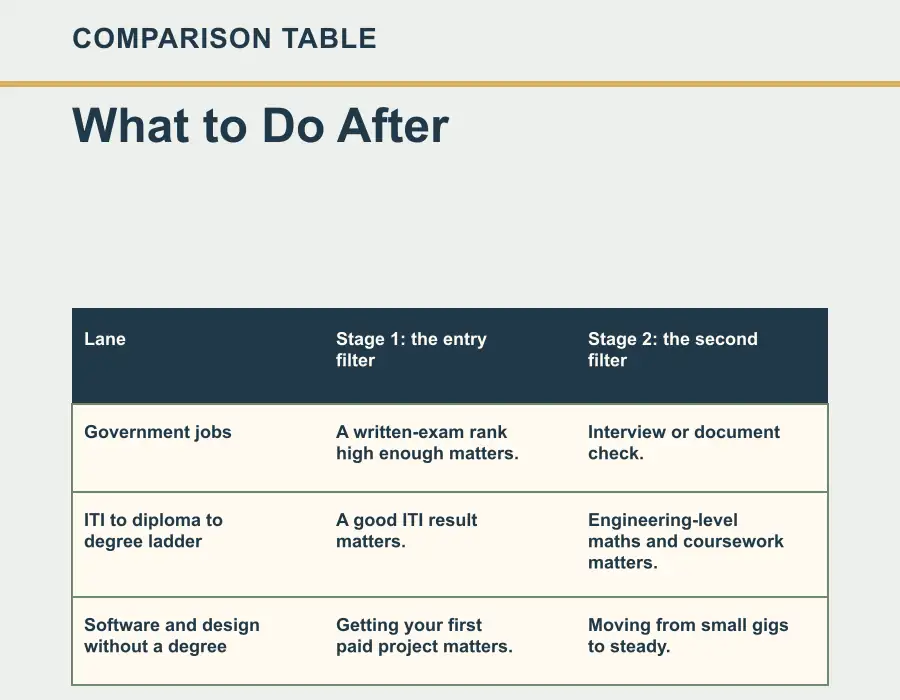 COMPARISON TABLE
What to Do After
Lane
Stage 1: the entry
filter
Stage 2: the second
filter
Government jobs
A written-exam rank
high enough matters.
Interview or document
check.
ITI to diploma to
degree ladder
A good ITI result
matters.
Engineering-level
maths and coursework
matters.
Software and design
without a degree
Getting your first
paid project matters.
Moving from small gigs
to steady.